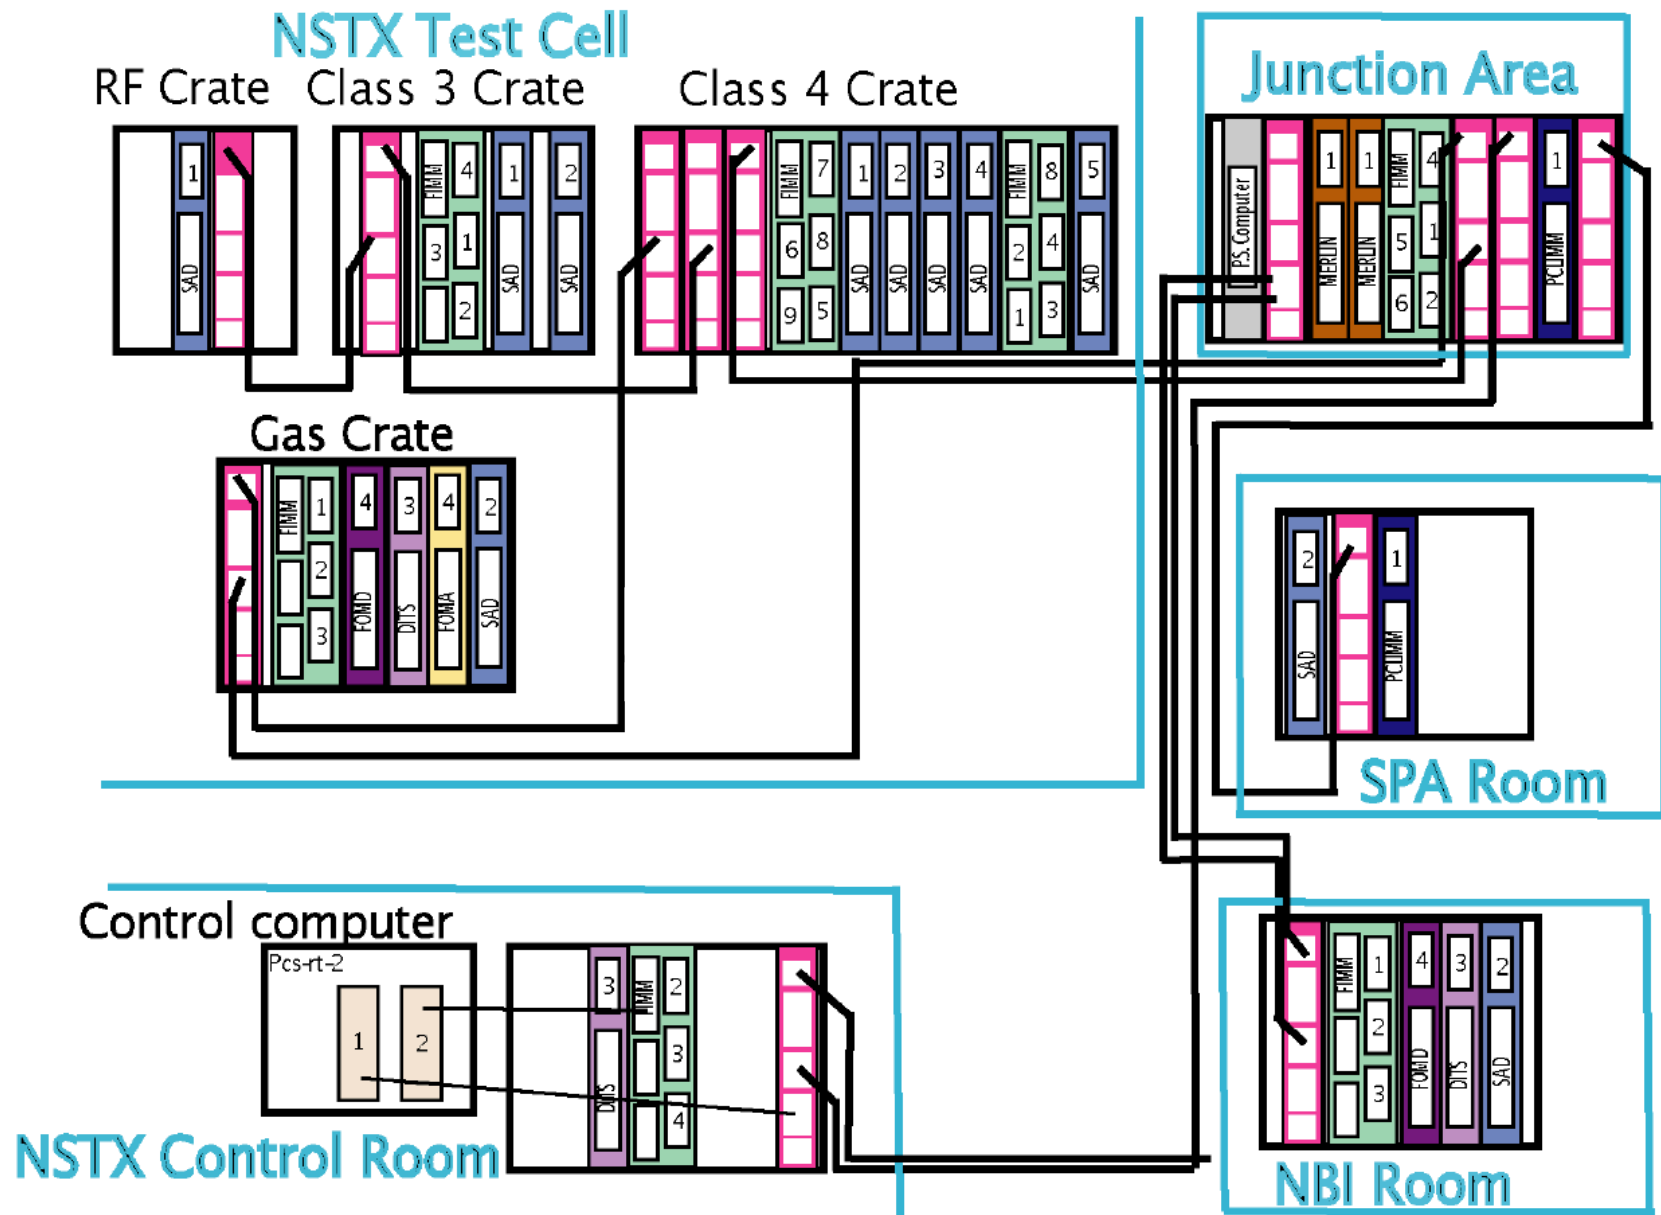 NSTX Test Cell
RF Crate
Class 3 Crate
Class 4 Crate
Junction Area
1
SAD
FIMM
4
3
1
2
1
SAD
2
SAD
FIMM
7
6
8
9
5
1
SAD
2
SAD
3
SAD
4
SAD
FIMM
8
2
4
1
3
5
SAD
P.S. Computer
1
MERLIN
1
MERLIN
FIMM
4
5
1
6
2
1
PCLIMM
Gas Crate
FIMM
1
2
3
4
FOMD
3
DITS
4
FOMA
2
SAD
2
SAD
1
PCLIMM
SPA Room
Control computer
Pcs-rt-2
1
2
3
DITS
FIMM
2
3
4
NSTX Control Room
FIMM
1
2
3
4
FOMD
3
DITS
2
SAD
NBI Room